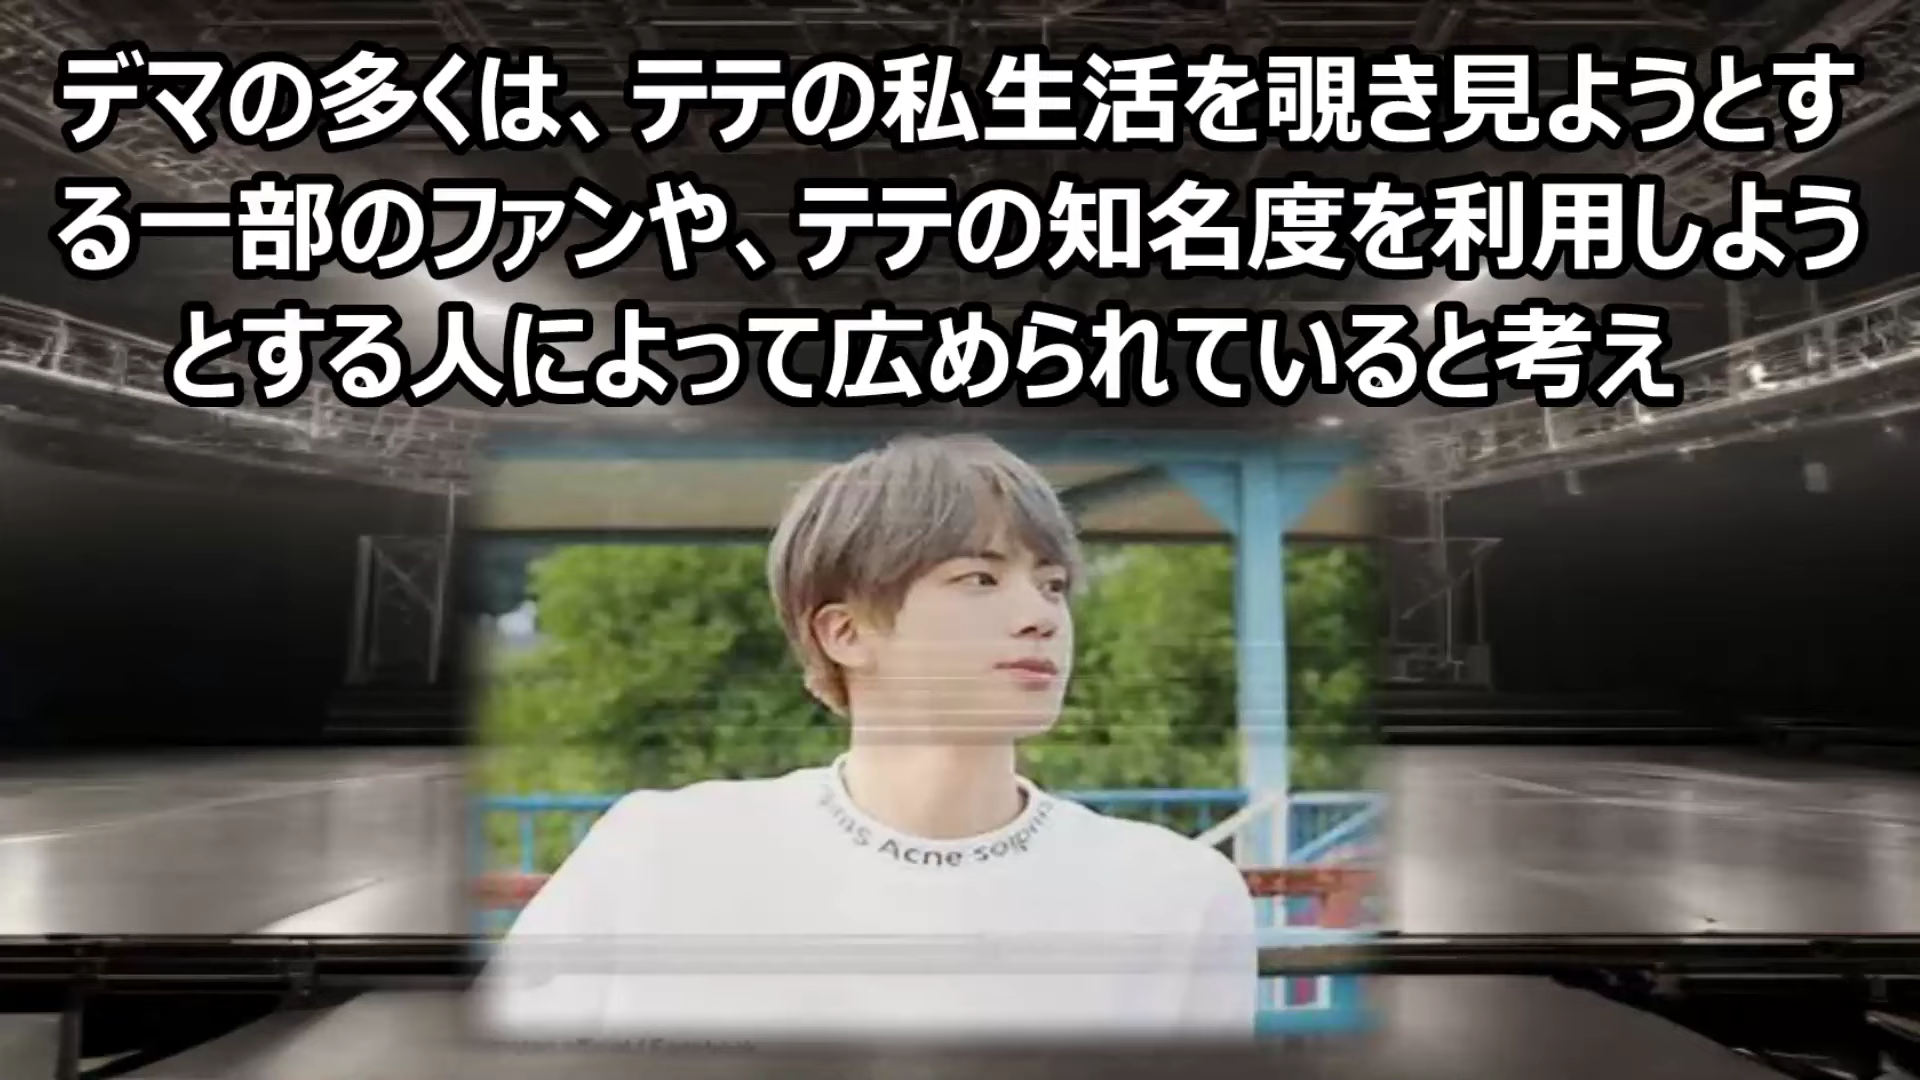 デマの多くは、テテの私生活を覗き見ようとす
る一部のファンや、テテの知名度を利用しよう
とする人によって広められていると考え
Acne